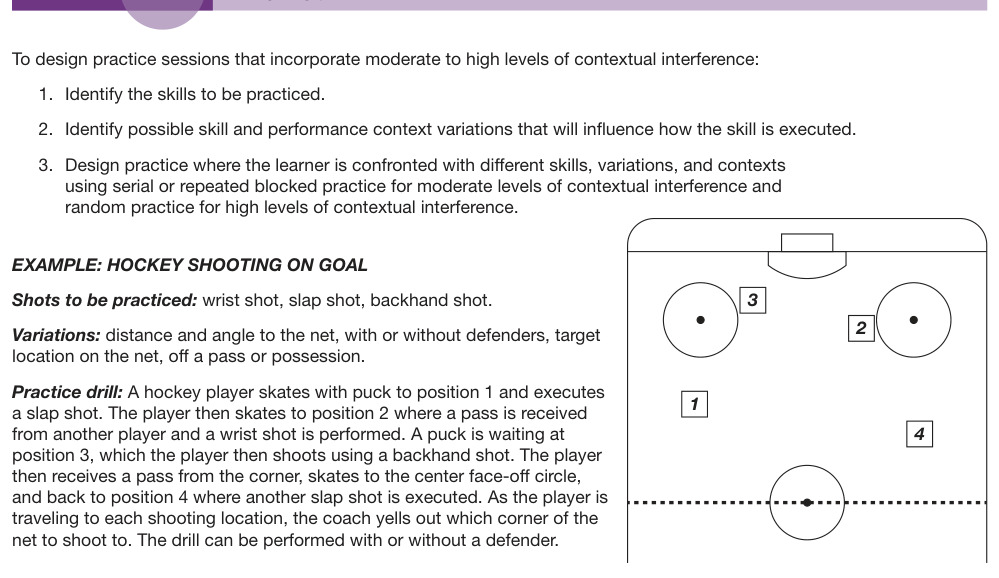 To design practice sessions that incorporate moderate to high levels of contextual interference:
1. Identify the skills to be practiced.
2. Identify possible skill and performance context variations that will influence how the skill is executed.
3. Design practice where the learner is confronted with different skills, variations, and contexts
using serial or repeated blocked practice for moderate levels of contextual interference and
random practice for high levels of contextual interference.
EXAMPLE: HOCKEY SHOOTING ON GOAL
Shots to be practiced: wrist shot, slap shot, backhand shot.
Variations: distance and angle to the net, with or without defenders, target
location on the net, off a pass or possession.
Practice drill: A hockey player skates with puck to position 1 and executes
a slap shot. The player then skates to position 2 where a pass is received
from another player and a wrist shot is performed. A puck is waiting at
position 3, which the player then shoots using a backhand shot. The player
then receives a pass from the corner, skates to the center face-off circle,
and back to position 4 where another slap shot is executed. As the player is
traveling to each shooting location, the coach yells out which corner of the
net to shoot to. The drill can be performed with or without a defender.
3
2
1
4